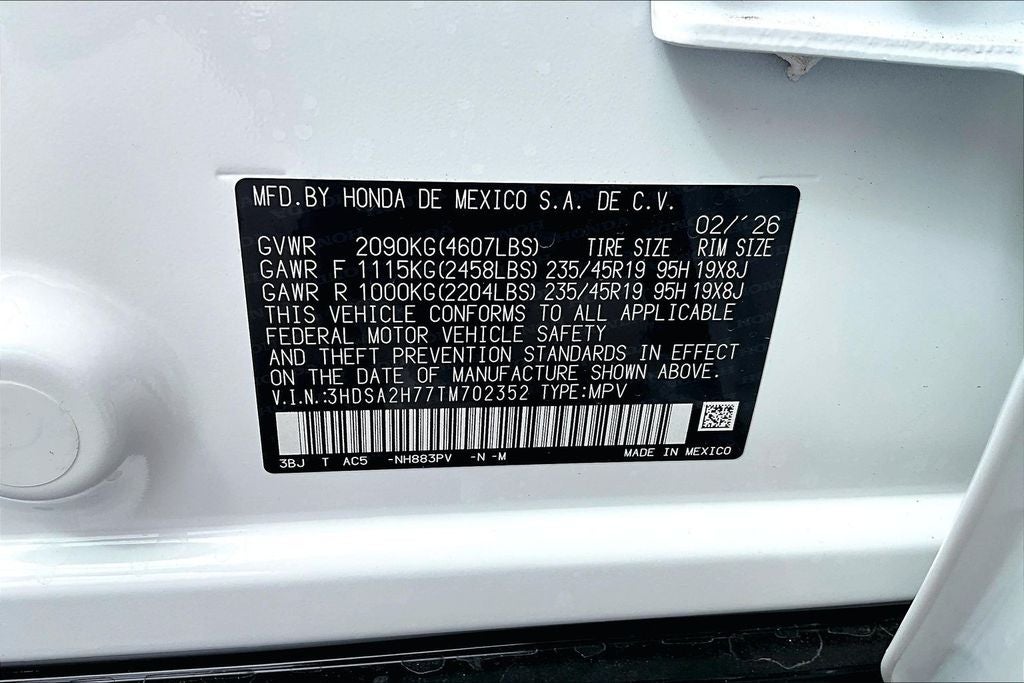 MFD.BY HONDA DE MEXICO S.A. DE C.V.
02/'26
GVWR 2090KG(4607LBS) TIRE SIZE RIM SIZE
GAWR F 1115KG(2458LBS) 235/45R19 95H 19X8J
GAWR R 1000KG(2204LBS) 235/45R19 95H 19X8J
THIS VEHICLE CONFORMS TO ALL APPLICABLE
FEDERAL MOTOR VEHICLE SAFETY
AND THEFT PREVENTION STANDARDS IN EFFECT
ON THE DATE OF MANUFACTURE SHOWN ABOVE.
V.I.N.:3HDSA2H77TM702352 TYPE:MPV
3BJ T AC5 -NH883PV -N -M MADE IN MEXICO